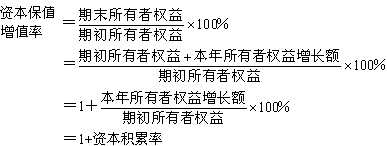 资本保值增值率 = 期末所有者权益 / 期初所有者权益 ×100%
= 期初所有者权益+本年所有者权益增长额 / 期初所有者权益 ×100%
=1+ 本年所有者权益增长额 / 期初所有者权益 ×100%
=1+资本积累率